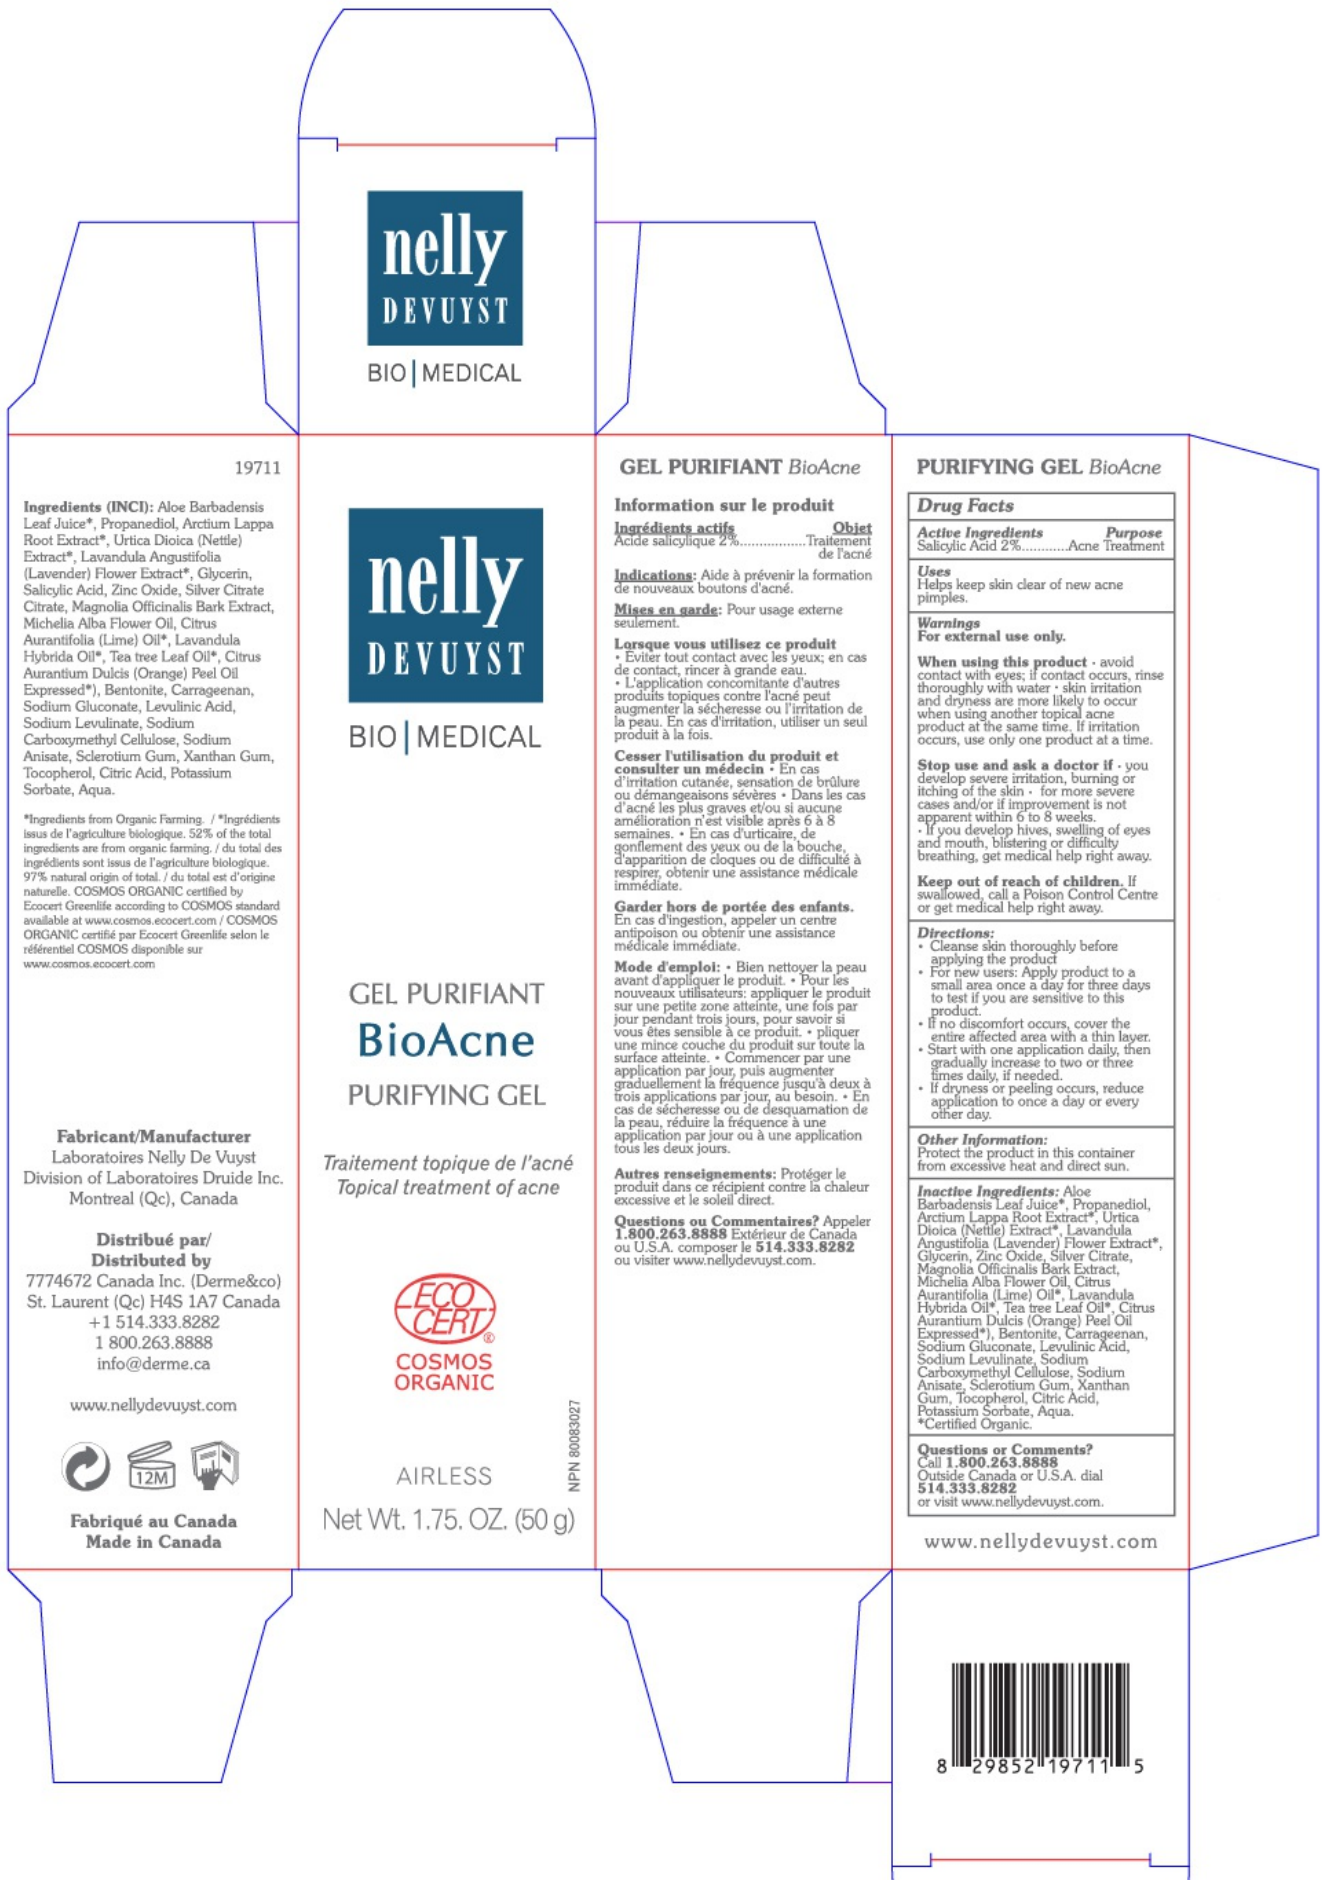 nelly
DEVUYST
BIO | MEDICAL
19711
Ingredients (INCI): Aloe Barbadensis
Leaf Juice*, Propanediol, Arctium Lappa
Root Extract*, Urtica Dioica (Nettle)
Extract*, Lavandula Angustifolia
(Lavender) Flower Extract*, Glycerin,
Salicylic Acid, Zinc Oxide, Silver Citrate
Citrate, Magnolia Officinalis Bark Extract,
Michelia Alba Flower Oil, Citrus
Aurantifolia (Lime) Oil*, Lavandula
Hybrida Oil*, Tea tree Leaf Oil*, Citrus
Aurantium Dulcis (Orange) Peel Oil
Expressed*), Bentonite, Carrageenan,
Sodium Gluconate, Levulinic Acid,
Sodium Levulinate, Sodium
Carboxymethyl Cellulose, Sodium
Anisate, Sclerotium Gum, Xanthan Gum,
Tocopherol, Citric Acid, Potassium
Sorbate, Aqua.
*Ingredients from Organic Farming. / *Ingrédients
issus de l'agriculture biologique. 52% of the total
ingredients are from organic farming. / du total des
ingrédients sont issus de l'agriculture biologique.
97% natural origin of total. / du total est d'origine
naturelle. COSMOS ORGANIC certified by
Ecocert Greenlife according to COSMOS standard
available at www.cosmos.ecocert.com / COSMOS
ORGANIC certifié par Ecocert Greenlife selon le
référentiel COSMOS disponible sur
www.cosmos.ecocert.com
Fabricant/Manufacturer
Laboratoires Nelly De Vuyst
Division of Laboratoires Druide Inc.
Montreal (Qc), Canada
Distribué par/
Distributed by
7774672 Canada Inc. (Derme&co)
St. Laurent (Qc) H4S 1A7 Canada
+1 514.333.8282
1 800.263.8888
info@derme.ca
www.nellydevuyst.com
12M
Fabriqué au Canada
Made in Canada
nelly
DEVUYST
BIO | MEDICAL
GEL PURIFIANT
BioAcne
PURIFYING GEL
Traitement topique de l'acné
Topical treatment of acne
ECO
CERT®
COSMOS
ORGANIC
NPN 80083027
AIRLESS
Net Wt. 1.75. OZ. (50 g)
GEL PURIFIANT BioAcne
Information sur le produit
Ingrédients actifs Objet
Acide salicylique 2%..................Traitement
de l'acné
Indications: Aide à prévenir la formation
de nouveaux boutons d'acné.
Mises en garde: Pour usage externe
seulement.
Lorsque vous utilisez ce produit
• Éviter tout contact avec les yeux; en cas
de contact, rincer à grande eau.
• L'application concomitante d'autres
produits topiques contre l'acné peut
augmenter la sécheresse ou l'irritation de
la peau. En cas d'irritation, utiliser un seul
produit à la fois.
Cesser l'utilisation du produit et
consulter un médecin • En cas
d'irritation cutanée, sensation de brûlure
ou démangeaisons sévères • Dans les cas
d'acné les plus graves et/ou si aucune
amélioration n'est visible après 6 à 8
semaines. • En cas d'urticaire, de
gonflement des yeux ou de la bouche,
d'apparition de cloques ou de difficulté à
respirer, obtenir une assistance médicale
immédiate.
Garder hors de portée des enfants.
En cas d'ingestion, appeler un centre
antipoison ou obtenir une assistance
médicale immédiate.
Mode d'emploi: • Bien nettoyer la peau
avant d'appliquer le produit. • Pour les
nouveaux utilisateurs: appliquer le produit
sur une petite zone atteinte, une fois par
jour pendant trois jours, pour savoir si
vous êtes sensible à ce produit. • pliquer
une mince couche du produit sur toute la
surface atteinte. • Commencer par une
application par jour, puis augmenter
graduellement la fréquence jusqu'à deux à
trois applications par jour, au besoin. • En
cas de sécheresse ou de desquamation de
la peau, réduire la fréquence à une
application par jour ou à une application
tous les deux jours.
Autres renseignements: Protéger le
produit dans ce récipient contre la chaleur
excessive et le soleil direct.
Questions ou Commentaires? Appeler
1.800.263.8888 Extérieur de Canada
ou U.S.A. composer le 514.333.8282
ou visiter www.nellydevuyst.com.
PURIFYING GEL BioAcne
Drug Facts
Active Ingredients Purpose
Salicylic Acid 2%............Acne Treatment
Uses
Helps keep skin clear of new acne
pimples.
Warnings
For external use only.
When using this product • avoid
contact with eyes; if contact occurs, rinse
thoroughly with water • skin irritation
and dryness are more likely to occur
when using another topical acne
product at the same time. If irritation
occurs, use only one product at a time.
Stop use and ask a doctor if • you
develop severe irritation, burning or
itching of the skin • for more severe
cases and/or if improvement is not
apparent within 6 to 8 weeks.
• If you develop hives, swelling of eyes
and mouth, blistering or difficulty
breathing, get medical help right away.
Keep out of reach of children. If
swallowed, call a Poison Control Centre
or get medical help right away.
Directions:
• Cleanse skin thoroughly before
applying the product
• For new users: Apply product to a
small area once a day for three days
to test if you are sensitive to this
product.
• If no discomfort occurs, cover the
entire affected area with a thin layer.
• Start with one application daily, then
gradually increase to two or three
times daily, if needed.
• If dryness or peeling occurs, reduce
application to once a day or every
other day.
Other Information:
Protect the product in this container
from excessive heat and direct sun.
Inactive Ingredients: Aloe
Barbadensis Leaf Juice*, Propanediol,
Arctium Lappa Root Extract*, Urtica
Dioica (Nettle) Extract*, Lavandula
Angustifolia (Lavender) Flower Extract*,
Glycerin, Zinc Oxide, Silver Citrate,
Magnolia Officinalis Bark Extract,
Michelia Alba Flower Oil, Citrus
Aurantifolia (Lime) Oil*, Lavandula
Hybrida Oil*, Tea tree Leaf Oil*, Citrus
Aurantium Dulcis (Orange) Peel Oil
Expressed*), Bentonite, Carrageenan,
Sodium Gluconate, Levulinic Acid,
Sodium Levulinate, Sodium
Carboxymethyl Cellulose, Sodium
Anisate, Sclerotium Gum, Xanthan
Gum, Tocopherol, Citric Acid,
Potassium Sorbate, Aqua.
*Certified Organic.
Questions or Comments?
Call 1.800.263.8888
Outside Canada or U.S.A. dial
514.333.8282
or visit www.nellydevuyst.com.
www.nellydevuyst.com
8 29852 19711 5